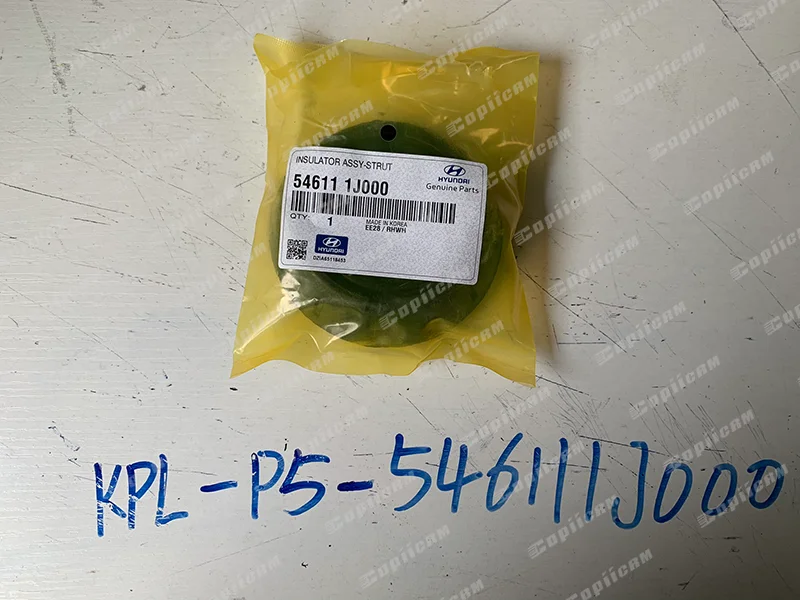 INSULATOR ASSY-STRUT
HYUNDAI
54611 1J000
Genuine Parts
QTY: 1
MADE IN KOREA
EE28 / RHWH
HYUNDAI
KPL-P5-546111J000
Copiicam